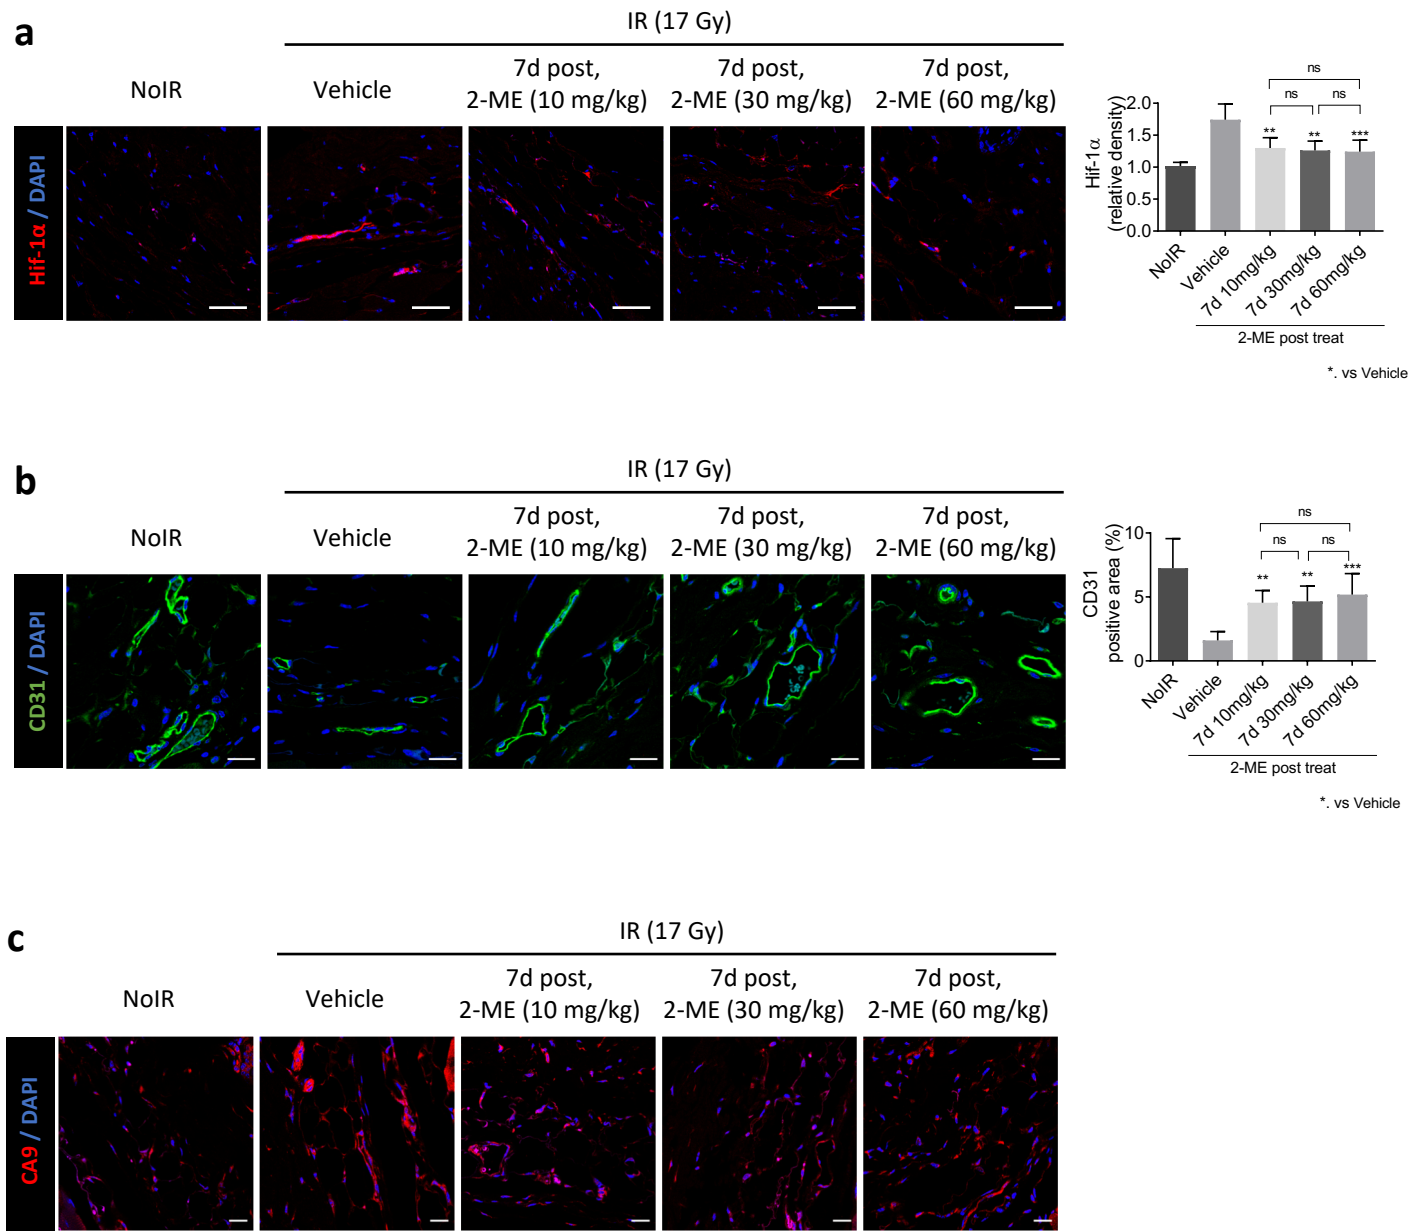 a
IR (17 Gy)
NoIR
Vehicle
7d post,
2-ME (10 mg/kg)
7d post,
2-ME (30 mg/kg)
7d post,
2-ME (60 mg/kg)
Hif-1α / DAPI
Hif-1α
(relative density)
2.0
1.5
1.0
0.5
0.0
ns
ns
ns
**
**
***
NoIR
Vehicle
7d 10mg/kg
7d 30mg/kg
7d 60mg/kg
2-ME post treat
*. vs Vehicle
b
IR (17 Gy)
NoIR
Vehicle
7d post,
2-ME (10 mg/kg)
7d post,
2-ME (30 mg/kg)
7d post,
2-ME (60 mg/kg)
CD31 / DAPI
CD31
positive area (%)
10
5
0
ns
ns
ns
**
**
***
NoIR
Vehicle
7d 10mg/kg
7d 30mg/kg
7d 60mg/kg
2-ME post treat
*. vs Vehicle
c
IR (17 Gy)
NoIR
Vehicle
7d post,
2-ME (10 mg/kg)
7d post,
2-ME (30 mg/kg)
7d post,
2-ME (60 mg/kg)
CA9 / DAPI